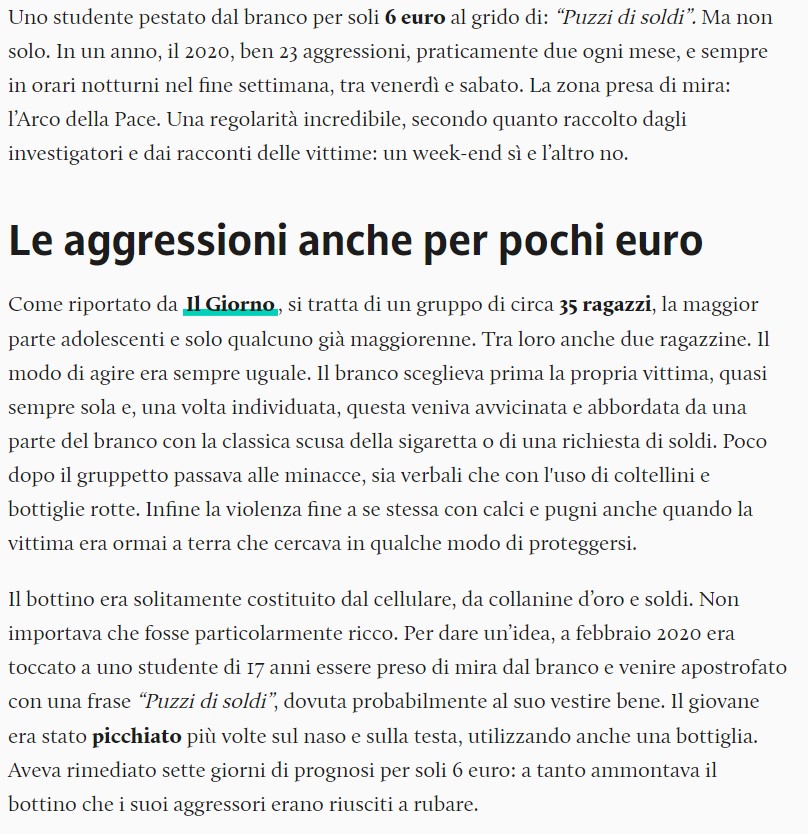 Uno studente pestato dal branco per soli 6 euro al grido di: “Puzzi di soldi”. Ma non
solo. In un anno, il 2020, ben 23 aggressioni, praticamente due ogni mese, e sempre
in orari notturni nel fine settimana, tra venerdì e sabato. La zona presa di mira:
l’Arco della Pace. Una regolarità incredibile, secondo quanto raccolto dagli
investigatori e dai racconti delle vittime: un week-end sì e l’altro no.
Le aggressioni anche per pochi euro
Come riportato da Il Giorno, si tratta di un gruppo di circa 35 ragazzi, la maggior
parte adolescenti e solo qualcuno già maggiorenne. Tra loro anche due ragazzine. Il
modo di agire era sempre uguale. Il branco sceglieva prima la propria vittima, quasi
sempre sola e, una volta individuata, questa veniva avvicinata e abbordata da una
parte del branco con la classica scusa della sigaretta o di una richiesta di soldi. Poco
dopo il gruppetto passava alle minacce, sia verbali che con l'uso di coltellini e
bottiglie rotte. Infine la violenza fine a se stessa con calci e pugni anche quando la
vittima era ormai a terra che cercava in qualche modo di proteggersi.
Il bottino era solitamente costituito dal cellulare, da collanine d’oro e soldi. Non
importava che fosse particolarmente ricco. Per dare un’idea, a febbraio 2020 era
toccato a uno studente di 17 anni essere preso di mira dal branco e venire apostrofato
con una frase “Puzzi di soldi”, dovuta probabilmente al suo vestire bene. Il giovane
era stato picchiato più volte sul naso e sulla testa, utilizzando anche una bottiglia.
Aveva rimediato sette giorni di prognosi per soli 6 euro: a tanto ammontava il
bottino che i suoi aggressori erano riusciti a rubare.